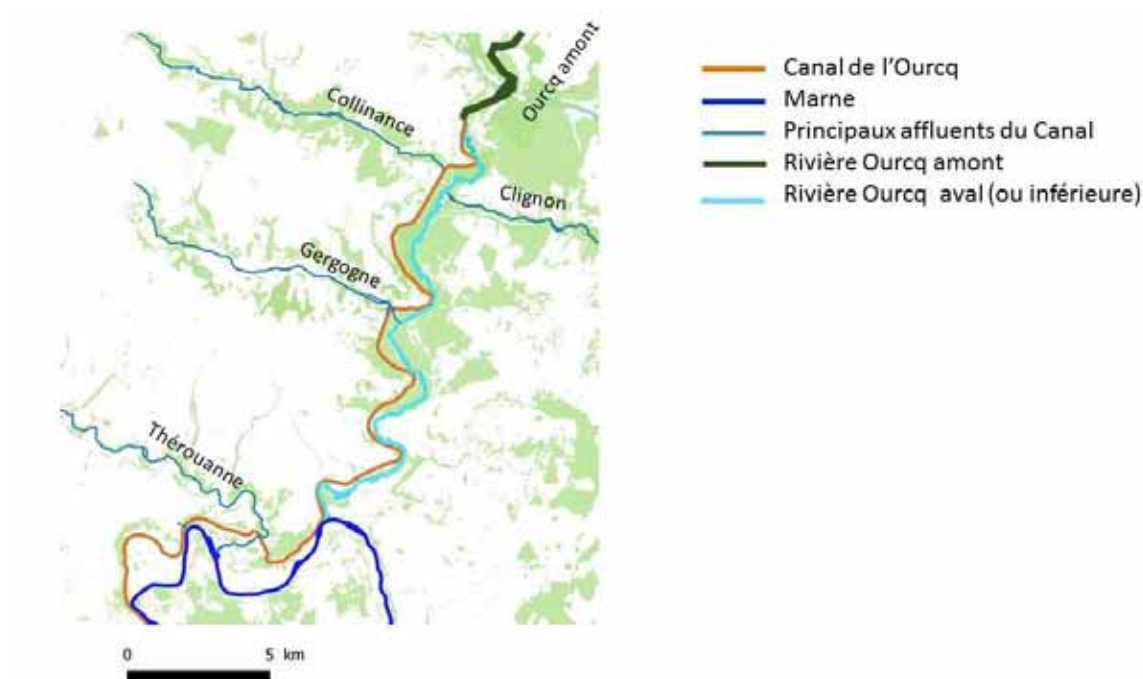 Ourcq amont
Collinance
Clignon
Gergogne
Thérouanne
0 5 km
Canal de l'Ourcq
Marne
Principaux affluents du Canal
Rivière Ourcq amont
Rivière Ourcq aval (ou inférieure)